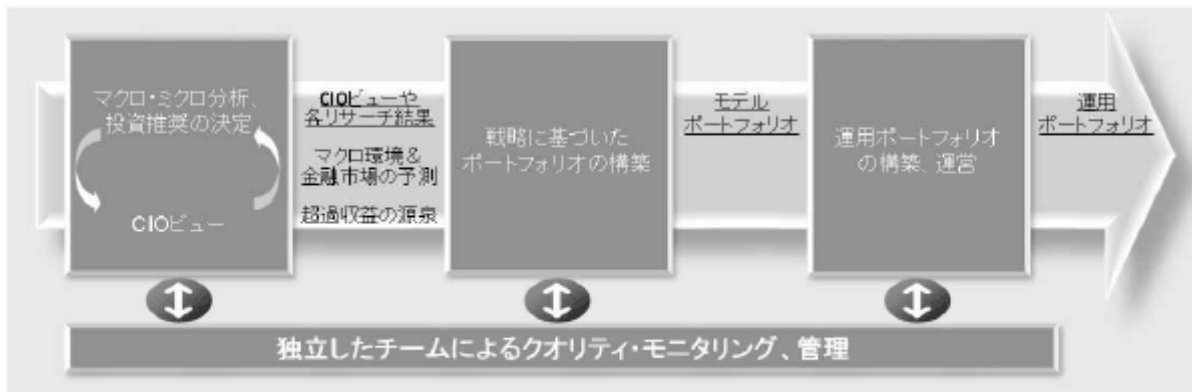 マクロ・ミクロ分析、
投資推奨の決定
CIOビュー
CIOビューや
各リサーチ結果
マクロ環境&
金融市場の予測
超過収益の源泉
戦略に基づいた
ポートフォリオの構築
モデル
ポートフォリオ
運用ポートフォリオ
の構築、運営
運用
ポートフォリオ
独立したチームによるクオリティ・モニタリング、管理